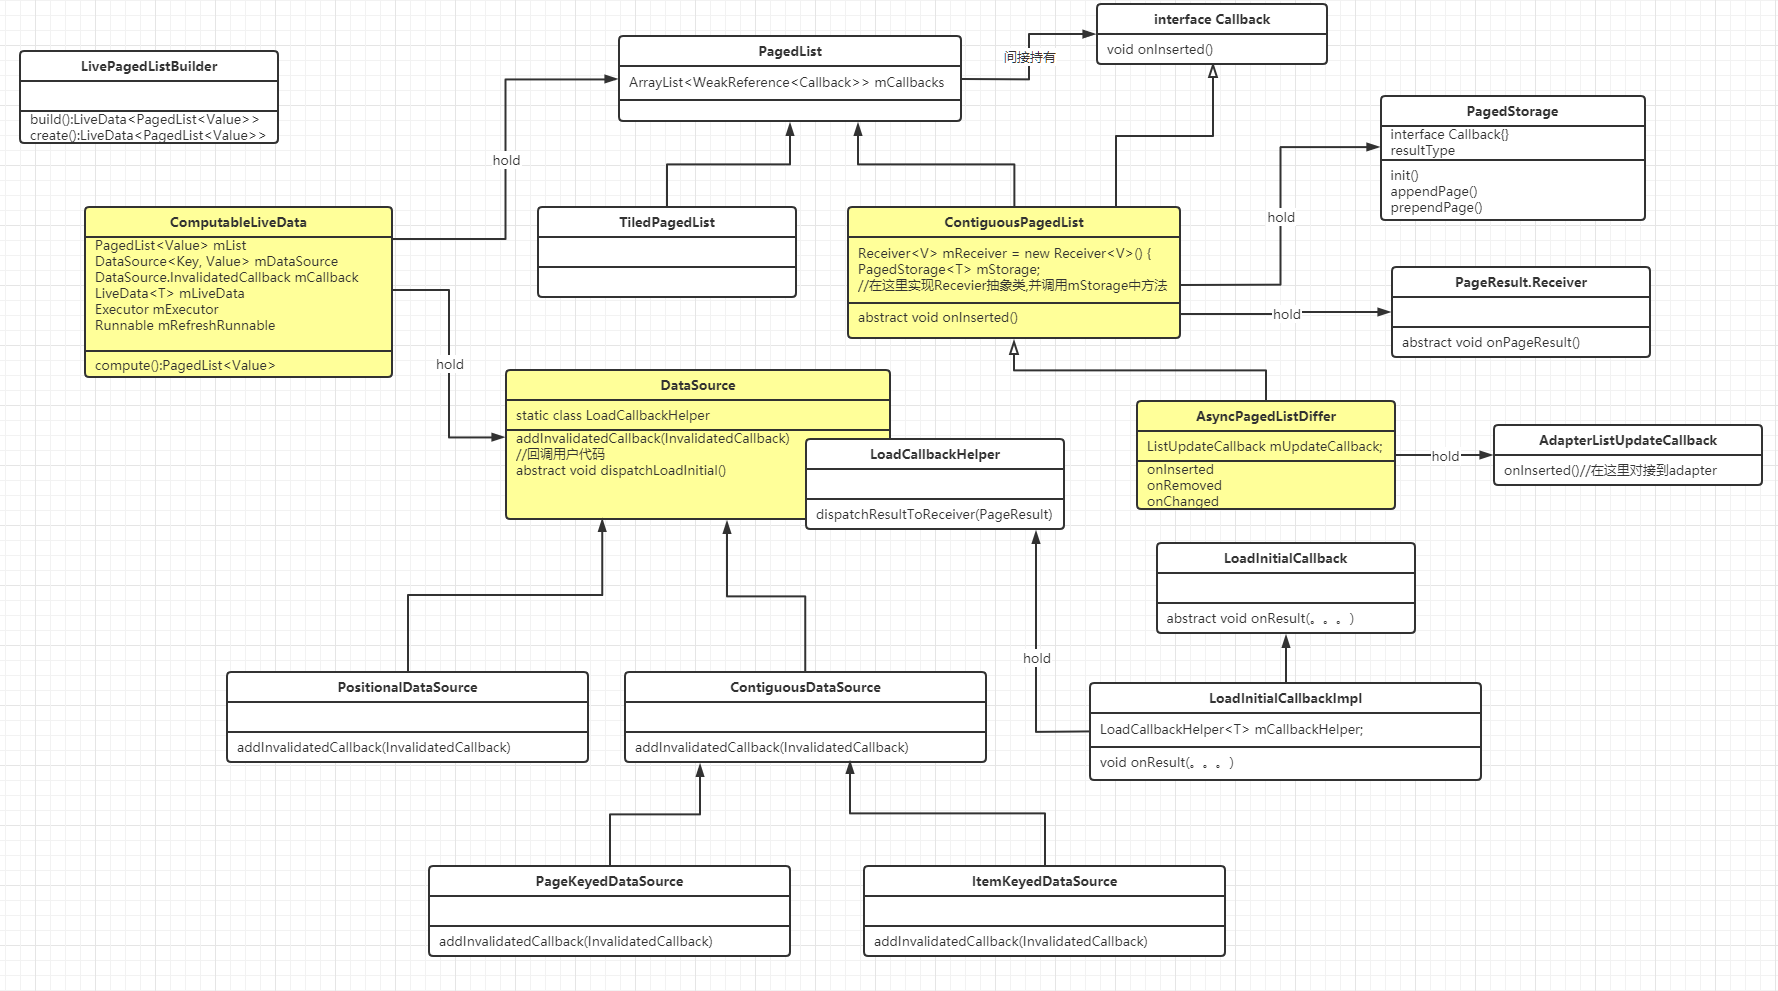 interface Callback
void onInserted()
PagedList
ArrayList<WeakReference<Callback>> mCallbacks
间接持有
LivePagedListBuilder
build():LiveData<PagedList<Value>>
create():LiveData<PagedList<Value>>
PagedStorage
interface Callback{}
resultType
init()
appendPage()
prependPage()
hold
hold
ComputableLiveData
PagedList<Value> mList
DataSource<Key, Value> mDataSource
DataSource.InvalidatedCallback mCallback
LiveData<T> mLiveData
Executor mExecutor
Runnable mRefreshRunnable
compute():PagedList<Value>
TiledPagedList
ContiguousPagedList
Receiver<V> mReceiver = new Receiver<V>() {
PagedStorage<T> mStorage;
//在这里实现Recevier抽象类,并调用mStorage中方法
abstract void onInserted()
PageResult.Receiver
abstract void onPageResult()
hold
hold
DataSource
static class LoadCallbackHelper
addInvalidatedCallback(InvalidatedCallback)
//回调用户代码
abstract void dispatchLoadInitial()
LoadCallbackHelper
dispatchResultToReceiver(PageResult)
AsyncPagedListDiffer
ListUpdateCallback mUpdateCallback;
onInserted
onRemoved
onChanged
hold
AdapterListUpdateCallback
onInserted()//在这里对接到adapter
LoadInitialCallback
abstract void onResult(。。。)
hold
LoadInitialCallbackImpl
LoadCallbackHelper<T> mCallbackHelper;
void onResult(。。。)
PositionalDataSource
addInvalidatedCallback(InvalidatedCallback)
ContiguousDataSource
addInvalidatedCallback(InvalidatedCallback)
PageKeyedDataSource
addInvalidatedCallback(InvalidatedCallback)
ItemKeyedDataSource
addInvalidatedCallback(InvalidatedCallback)